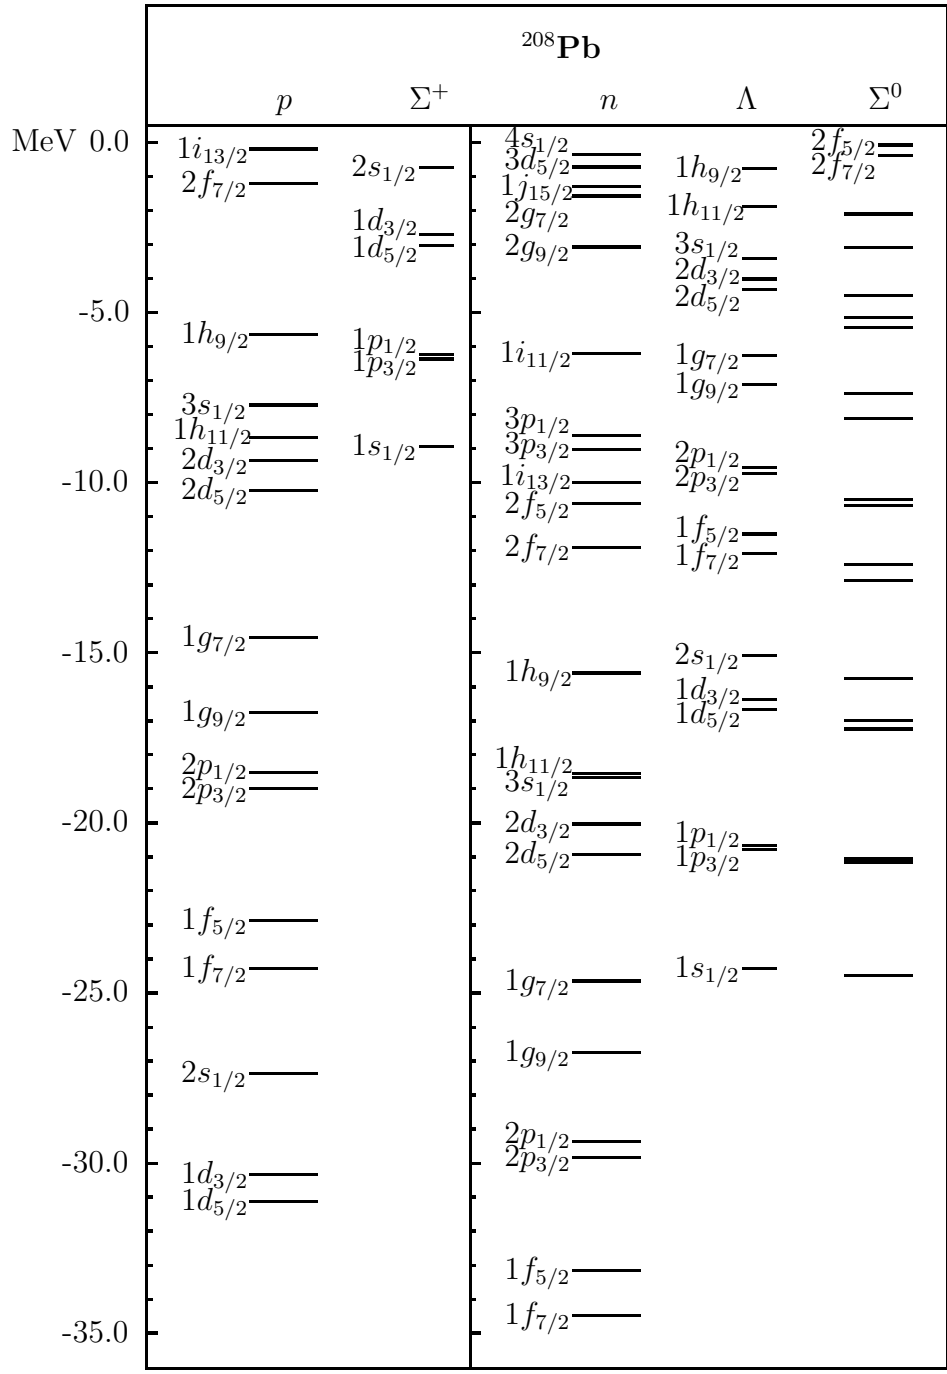 ²⁰⁸Pb
p Σ⁺ n Λ Σ⁰
MeV 0.0
-5.0
-10.0
-15.0
-20.0
-25.0
-30.0
-35.0
1i₁₃/₂
2f₇/₂
1h₉/₂
3s₁/₂
1h₁₁/₂
2d₃/₂
2d₅/₂
1g₇/₂
1g₉/₂
2p₁/₂
2p₃/₂
1f₅/₂
1f₇/₂
2s₁/₂
1d₃/₂
1d₅/₂
2s₁/₂
1d₃/₂
1d₅/₂
1p₁/₂
1p₃/₂
1s₁/₂
4s₁/₂
3d₅/₂
1j₁₅/₂
2g₇/₂
2g₉/₂
1i₁₁/₂
3p₁/₂
3p₃/₂
1i₁₃/₂
2f₅/₂
2f₇/₂
1h₉/₂
1h₁₁/₂
3s₁/₂
2d₃/₂
2d₅/₂
1g₇/₂
1g₉/₂
2p₁/₂
2p₃/₂
1f₅/₂
1f₇/₂
1h₉/₂
1h₁₁/₂
3s₁/₂
2d₃/₂
2d₅/₂
1g₇/₂
1g₉/₂
2p₁/₂
2p₃/₂
1f₅/₂
1f₇/₂
2s₁/₂
1d₃/₂
1d₅/₂
1p₁/₂
1p₃/₂
1s₁/₂
2f₅/₂
2f₇/₂